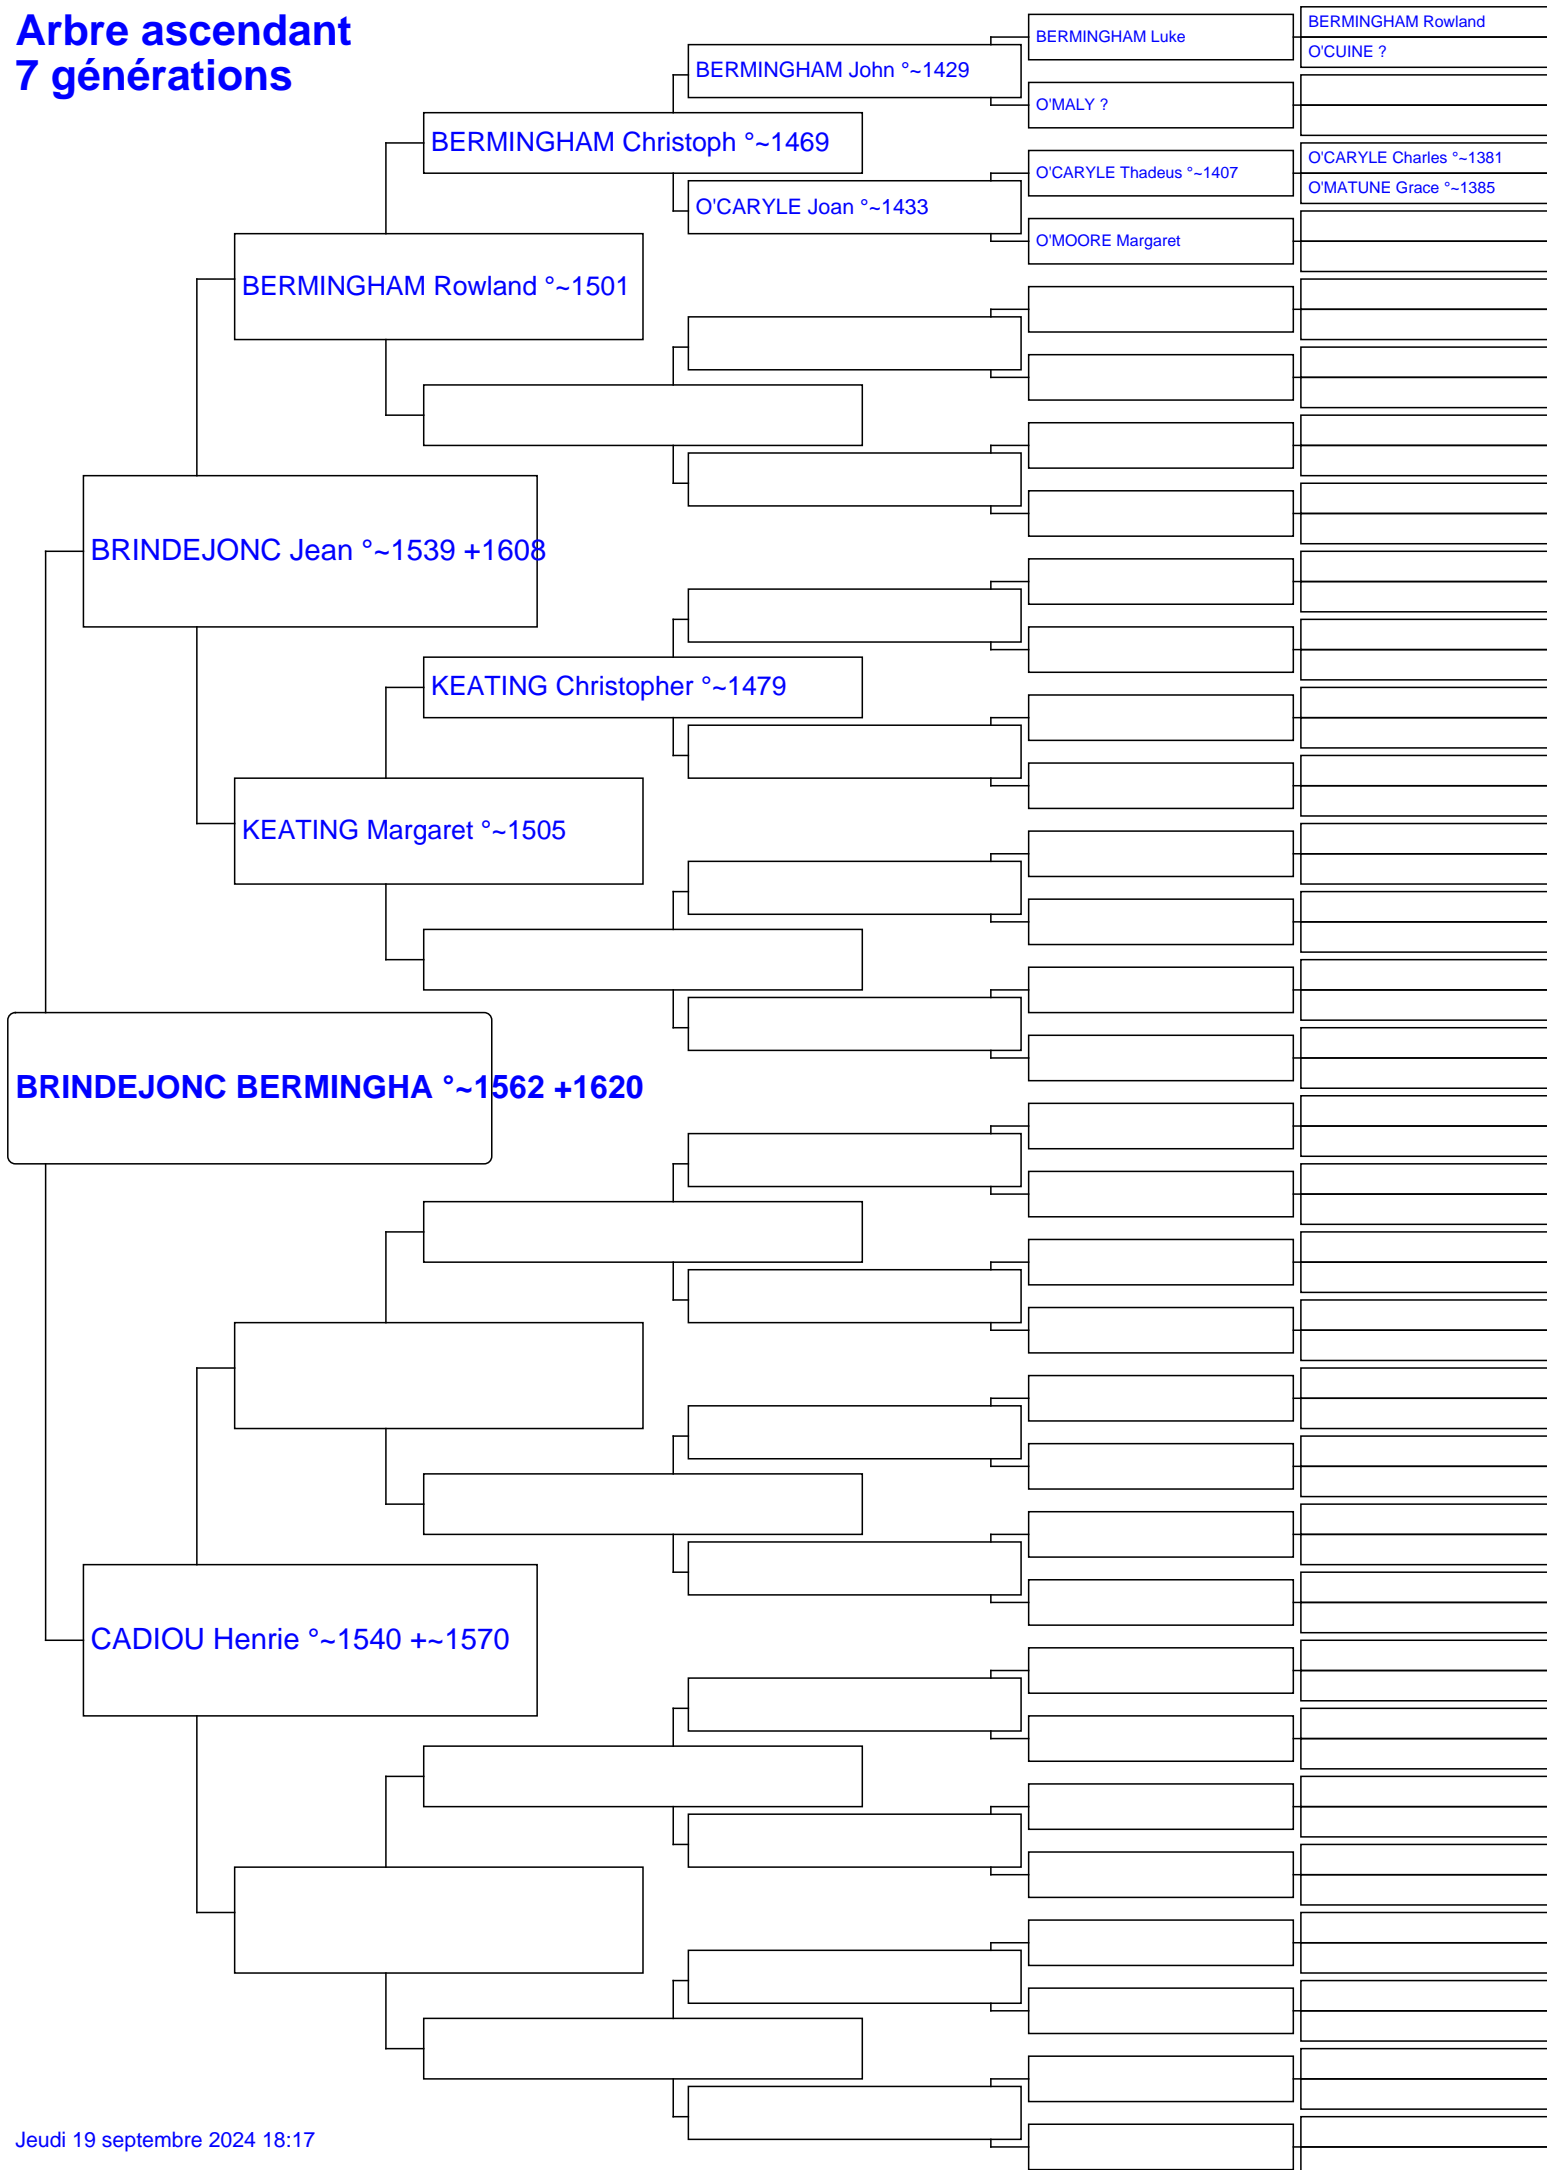 Arbre ascendant
7 générations
BERMINGHAM Rowland
BERMINGHAM Luke
O'CUINE ?
BERMINGHAM John °~1429
O'MALY ?
BERMINGHAM Christoph °~1469
O'CARYLE Charles °~1381
O'CARYLE Thadeus °~1407
O'MATUNE Grace °~1385
O'CARYLE Joan °~1433
O'MOORE Margaret
BERMINGHAM Rowland °~1501
BRINDEJONC Jean °~1539 +1608
KEATING Christopher °~1479
KEATING Margaret °~1505
BRINDEJONC BERMINGHA °~1562 +1620
CADIOU Henrie °~1540 +~1570
Jeudi 19 septembre 2024 18:17